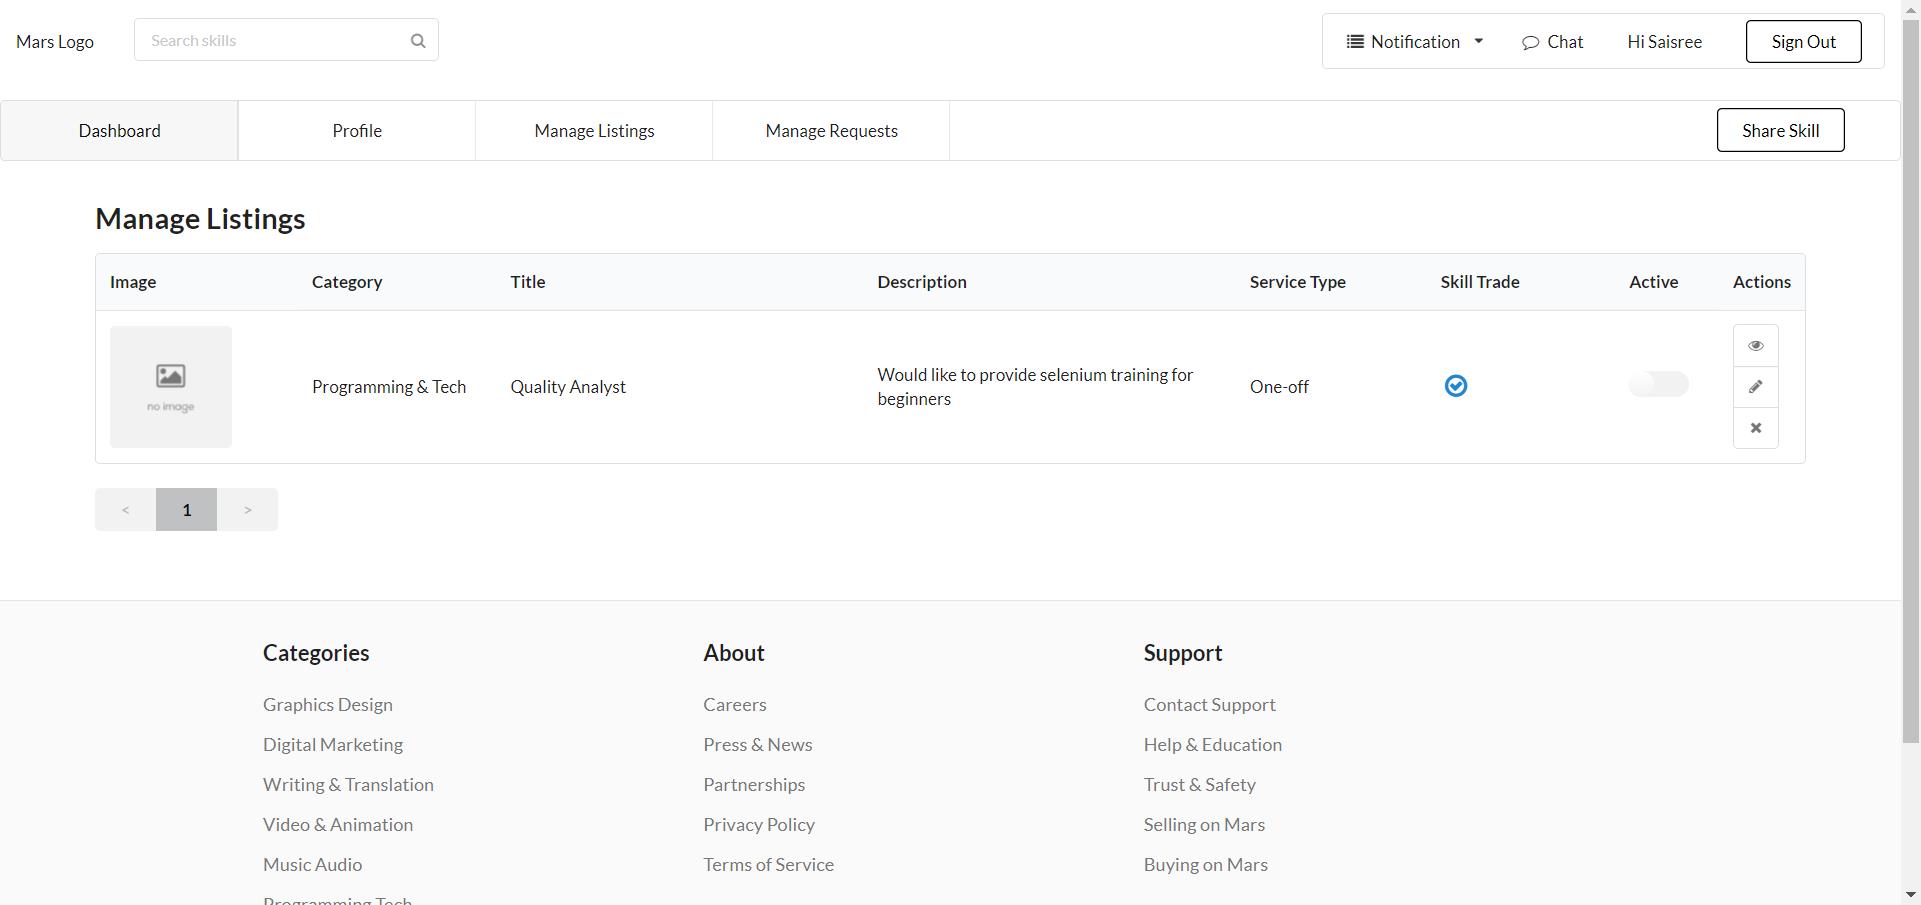 Mars Logo
Search skills
Notification
Chat
Hi Saisree
Sign Out
Dashboard
Profile
Manage Listings
Manage Requests
Share Skill
Manage Listings
Image
Category
Title
Description
Service Type
Skill Trade
Active
Actions
no image
Programming & Tech
Quality Analyst
Would like to provide selenium training for
beginners
One-off
<
1
>
Categories
Graphics Design
Digital Marketing
Writing & Translation
Video & Animation
Music Audio
Programming Tech
About
Careers
Press & News
Partnerships
Privacy Policy
Terms of Service
Support
Contact Support
Help & Education
Trust & Safety
Selling on Mars
Buying on Mars